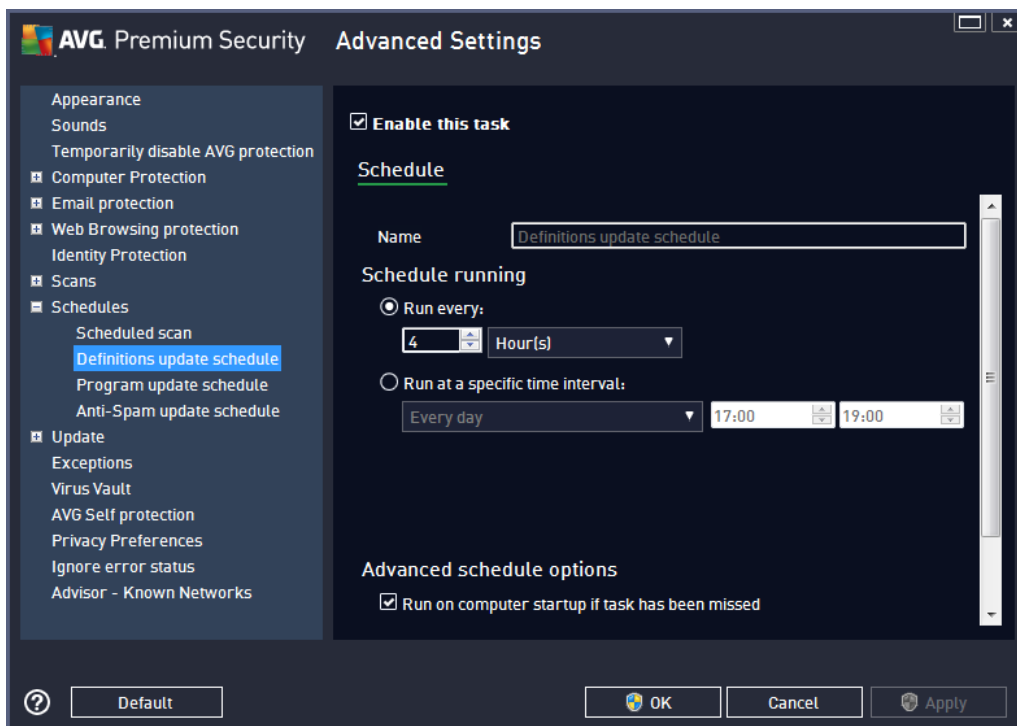 AVG. Premium Security Advanced Settings
Appearance
Sounds
Temporarily disable AVG protection
Computer Protection
Email protection
Web Browsing protection
Identity Protection
Scans
Schedules
Scheduled scan
Definitions update schedule
Program update schedule
Anti-Spam update schedule
Update
Exceptions
Virus Vault
AVG Self protection
Privacy Preferences
Ignore error status
Advisor - Known Networks
Enable this task
Schedule
Name Definitions update schedule
Schedule running
Run every:
4 Hour(s)
Run at a specific time interval:
Every day 17:00 19:00
Advanced schedule options
Run on computer startup if task has been missed
? Default OK Cancel Apply